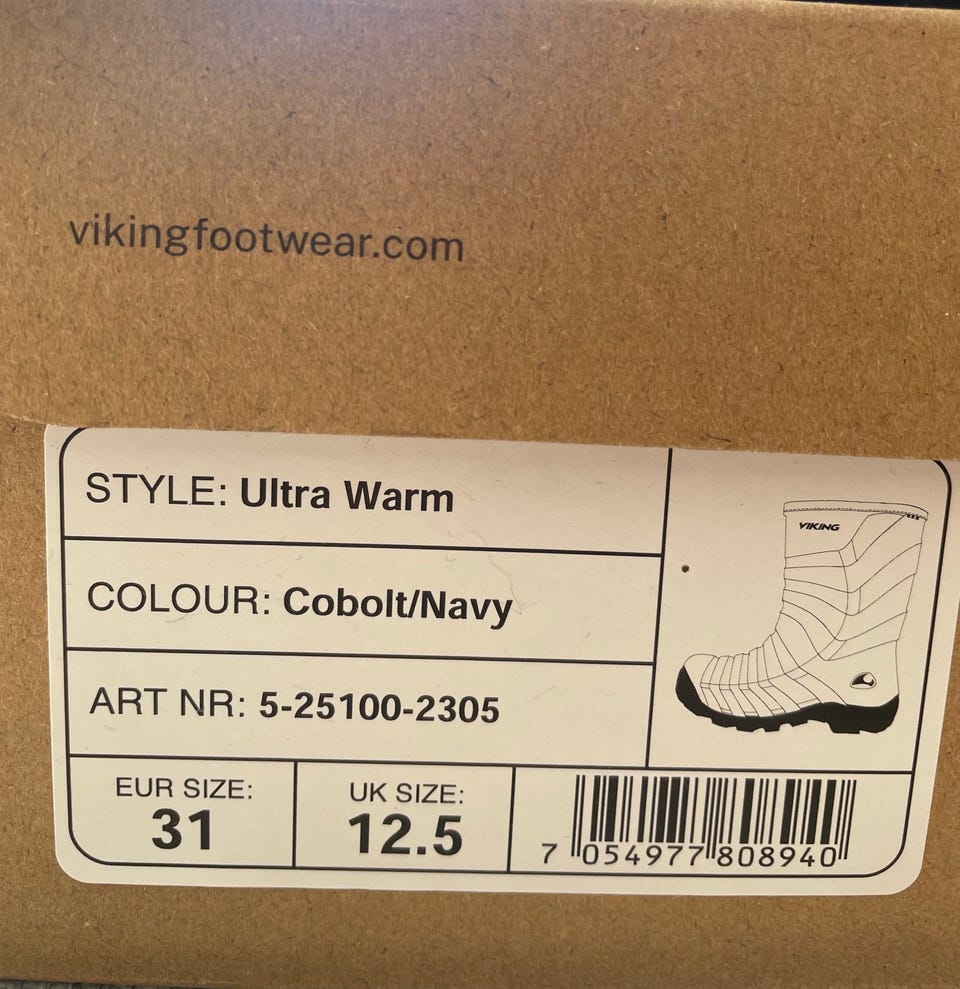 vikingfootwear.com
STYLE: Ultra Warm
VIKING
COLOUR: Cobolt/Navy
ART NR: 5-25100-2305
EUR SIZE:
31
UK SIZE:
12.5
7 054977 808940